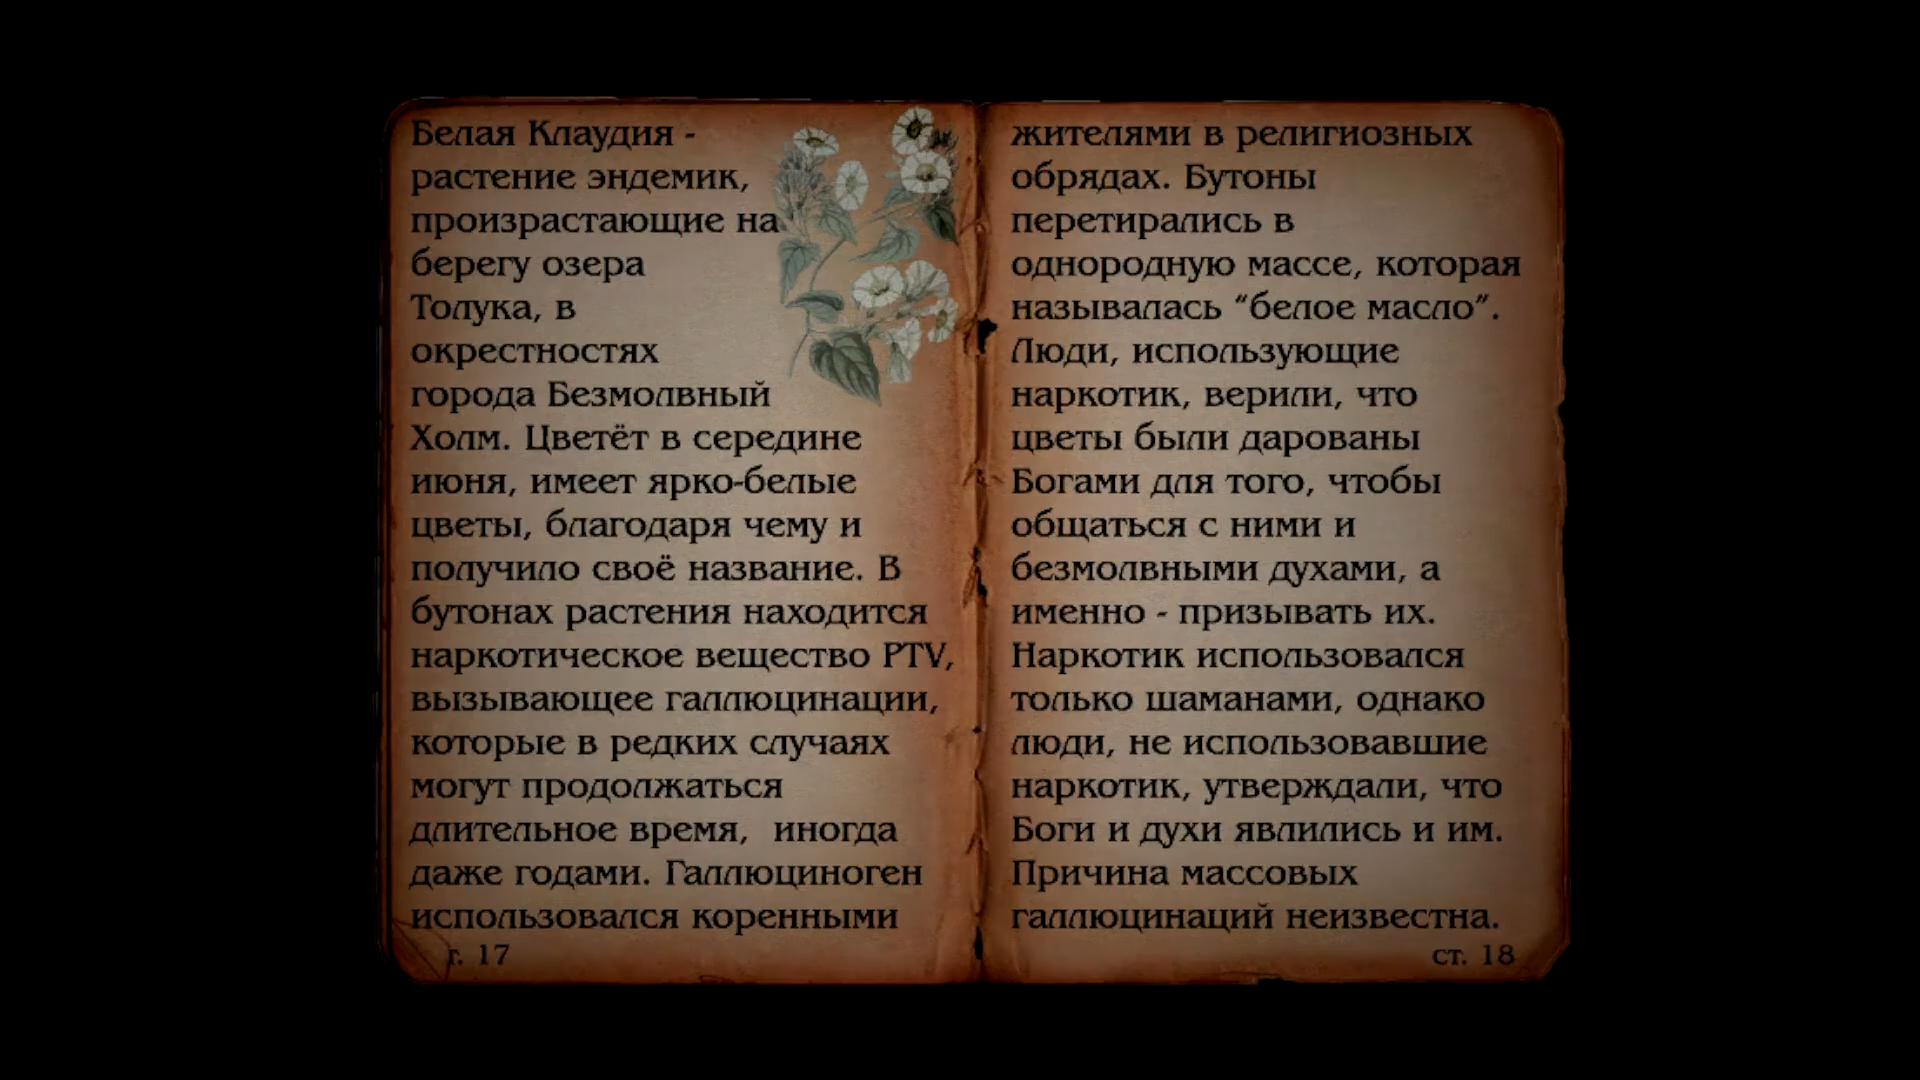 Белая Клаудия -
растение эндемик,
произрастающие на
берегу озера
Толука, в
окрестностях
города Безмолвный
Холм. Цветёт в середине
июня, имеет ярко-белые
цветы, благодаря чему и
получило своё название. В
бутонах растения находится
наркотическое вещество PTV,
вызывающее галлюцинации,
которые в редких случаях
могут продолжаться
длительное время,  иногда
даже годами. Галлюциноген
использовался коренными
т. 17
жителями в религиозных
обрядах. Бутоны
перетирались в
однородную массе, которая
называлась “белое масло”.
Люди, использующие
наркотик, верили, что
цветы были дарованы
Богами для того, чтобы
общаться с ними и
безмолвными духами, а
именно - призывать их.
Наркотик использовался
только шаманами, однако
люди, не использовавшие
наркотик, утверждали, что
Боги и духи явлились и им.
Причина массовых
галлюцинаций неизвестна.
ст. 18